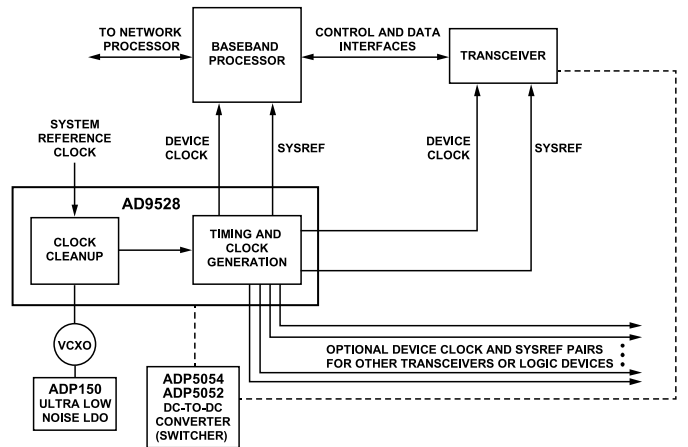 TO NETWORK
PROCESSOR
BASEBAND
PROCESSOR
CONTROL AND DATA
INTERFACES
TRANSCEIVER
SYSTEM
REFERENCE
CLOCK
DEVICE
CLOCK
SYSREF
DEVICE
CLOCK
SYSREF
AD9528
CLOCK
CLEANUP
TIMING AND
CLOCK
GENERATION
VCXO
ADP150
ULTRA LOW
NOISE LDO
ADP5054
ADP5052
DC-TO-DC
CONVERTER
(SWITCHER)
OPTIONAL DEVICE CLOCK AND SYSREF PAIRS
FOR OTHER TRANSCEIVERS OR LOGIC DEVICES